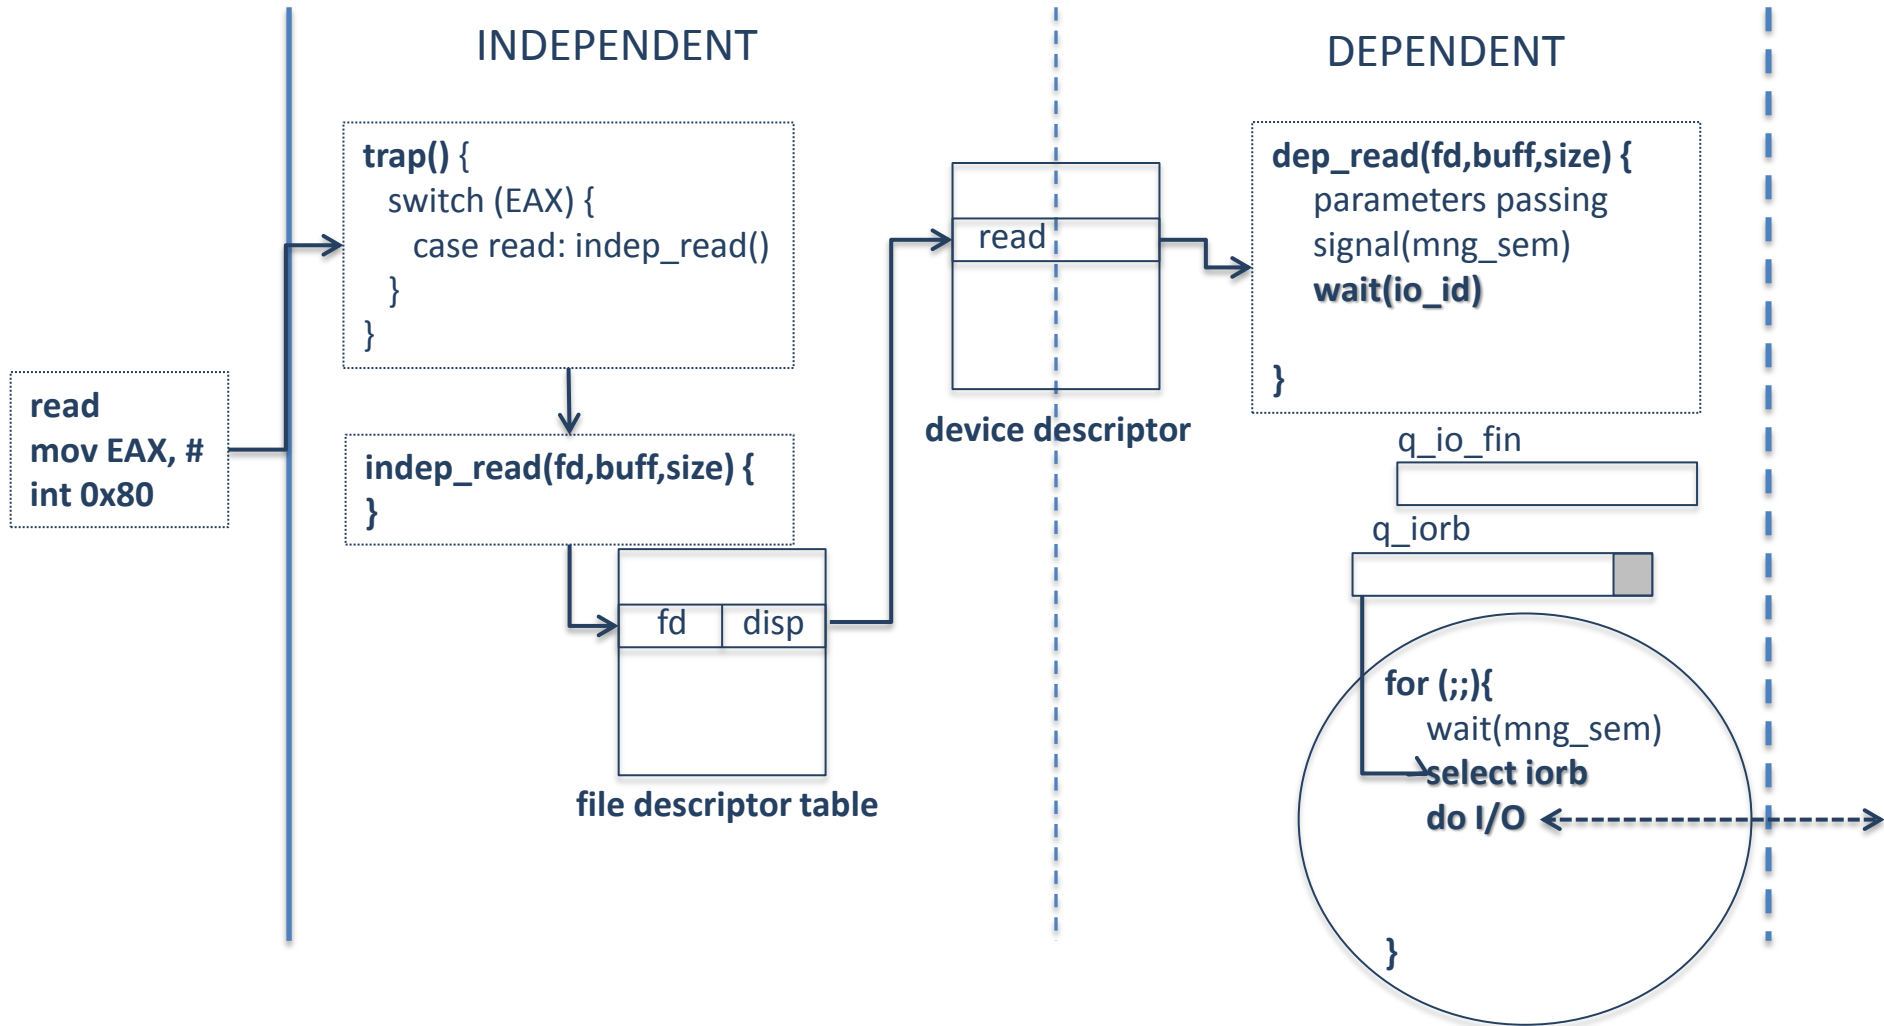 INDEPENDENT
DEPENDENT
read
mov EAX, #
int 0x80
trap() {
switch (EAX) {
case read: indep_read()
}
}
indep_read(fd,buff,size) {
}
fd disp
file descriptor table
read
device descriptor
dep_read(fd,buff,size) {
parameters passing
signal(mng_sem)
wait(io_id)
}
q_io_fin
q_iorb
for (;;){
wait(mng_sem)
select iorb
do I/O
}